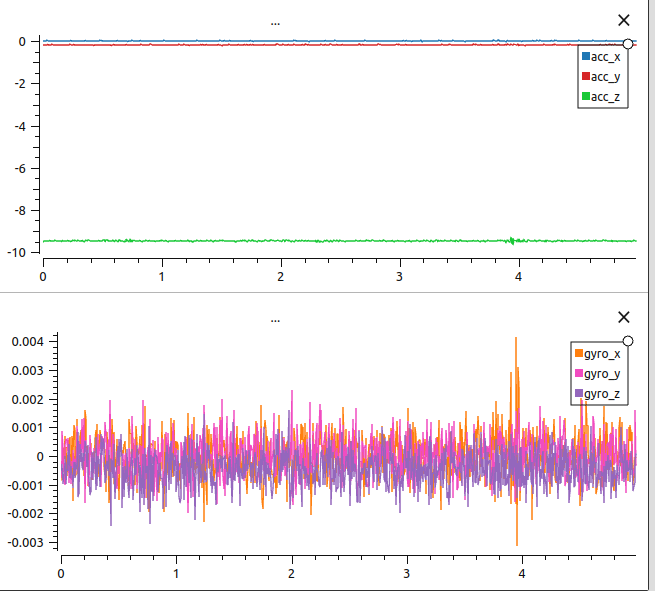 ...
0
-2
-4
-6
-8
-10
acc_x
acc_y
acc_z
0 1 2 3 4
...
0.004
0.003
0.002
0.001
0
-0.001
-0.002
-0.003
gyro_x
gyro_y
gyro_z
0 1 2 3 4